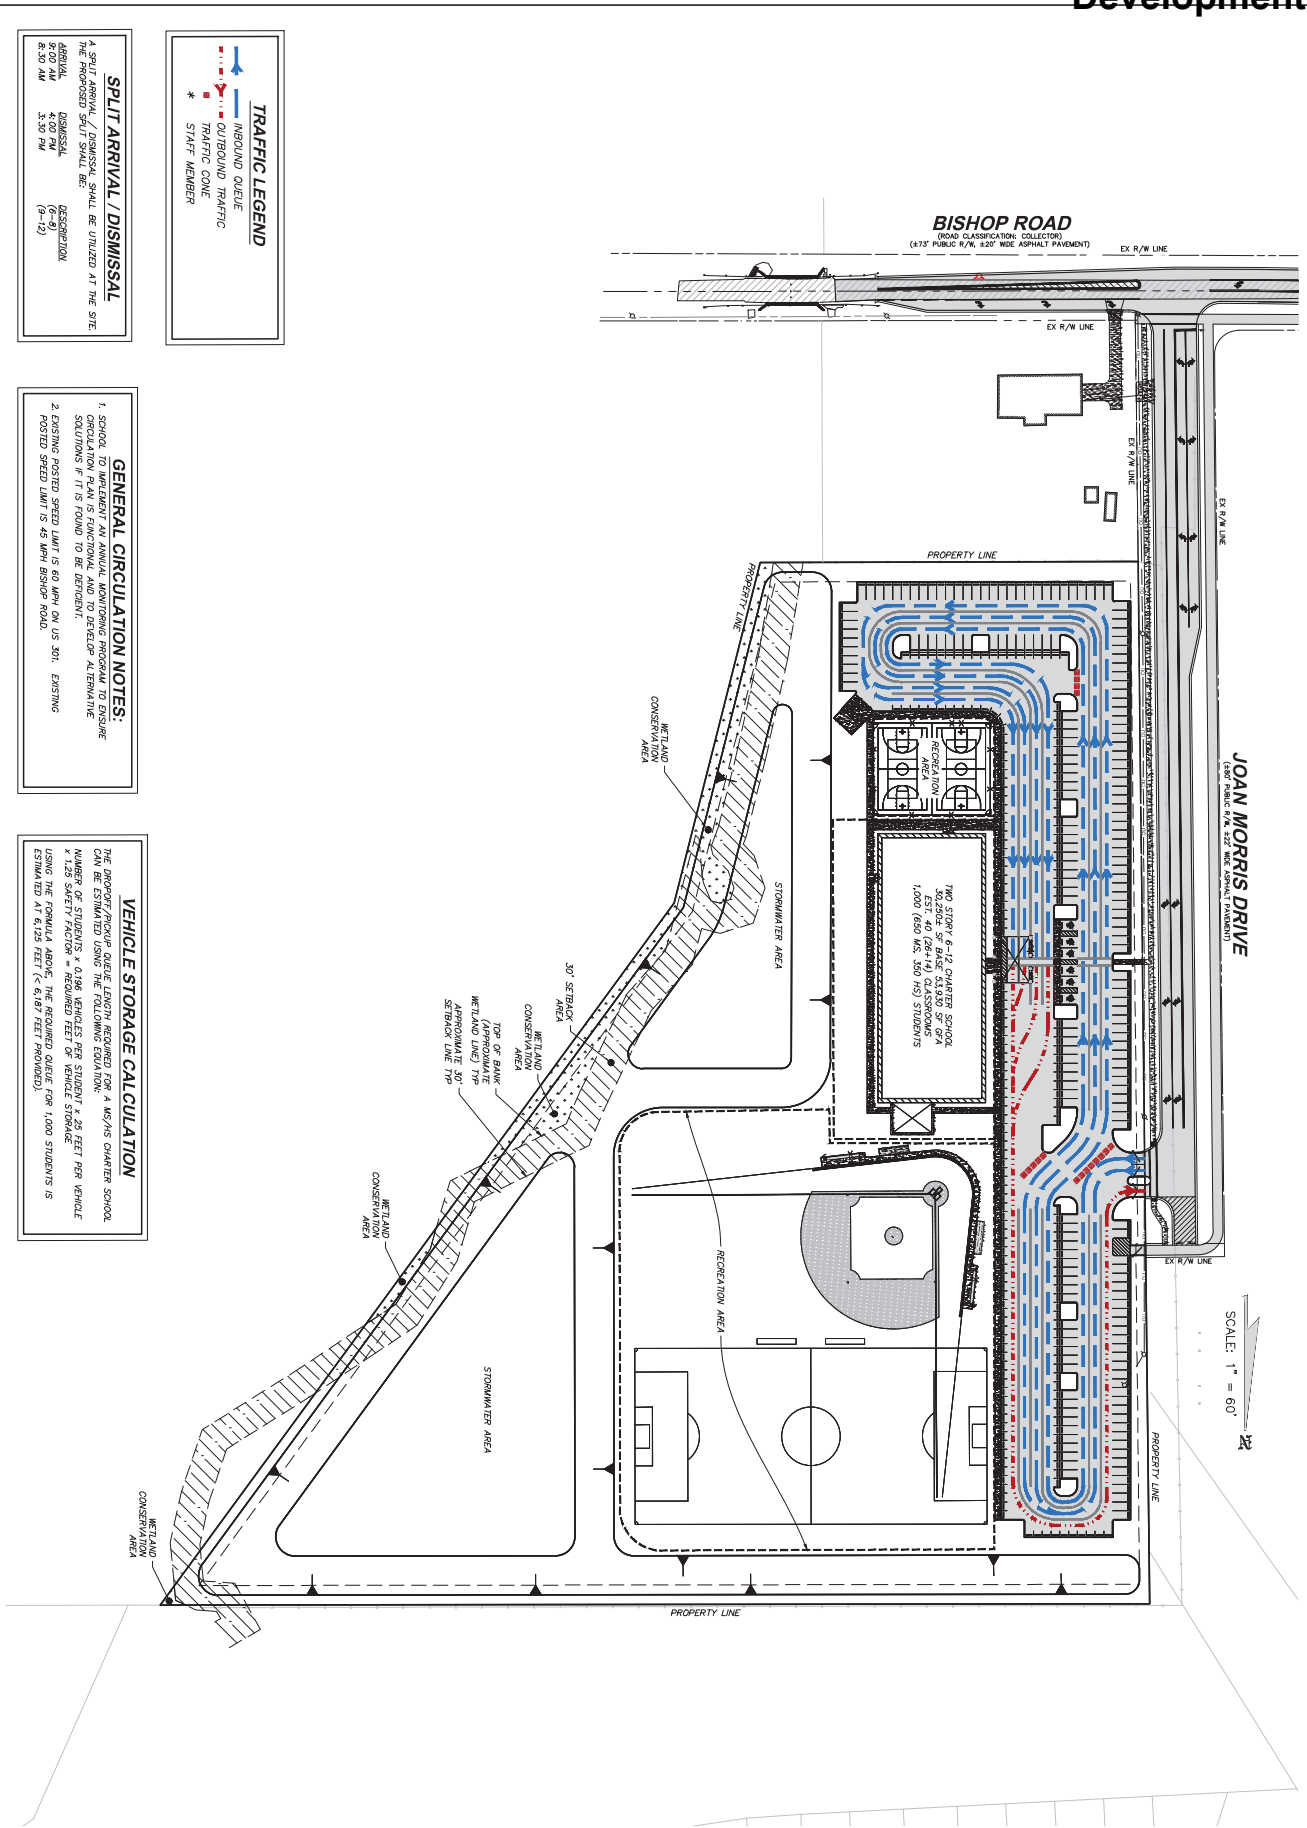 Development
TRAFFIC LEGEND
INBOUND QUEUE
OUTBOUND TRAFFIC
TRAFFIC CONE
* STAFF MEMBER
SPLIT ARRIVAL / DISMISSAL
A SPLIT ARRIVAL / DISMISSAL SHALL BE UTILIZED AT THE SITE.
THE PROPOSED SPLIT SHALL BE:
ARRIVAL DISMISSAL DESCRIPTION
9:00 AM 4:00 PM (6-8)
8:30 AM 3:30 PM (9-12)
GENERAL CIRCULATION NOTES:
1. SCHOOL TO IMPLEMENT AN ANNUAL MONITORING PROGRAM TO ENSURE
CIRCULATION PLAN IS FUNCTIONAL AND TO DEVELOP ALTERNATIVE
SOLUTIONS IF IT IS FOUND TO BE DEFICIENT.
2. EXISTING POSTED SPEED LIMIT IS 60 MPH ON US 301. EXISTING
POSTED SPEED LIMIT IS 45 MPH BISHOP ROAD.
VEHICLE STORAGE CALCULATION
THE DROPOFF/PICKUP QUEUE LENGTH REQUIRED FOR A MS/HS CHARTER SCHOOL
CAN BE ESTIMATED USING THE FOLLOWING EQUATION:
NUMBER OF STUDENTS x 0.196 VEHICLES PER STUDENT x 25 FEET PER VEHICLE
x 1.25 SAFETY FACTOR = REQUIRED FEET OF VEHICLE STORAGE
USING THE FORMULA ABOVE, THE REQUIRED QUEUE FOR 1,000 STUDENTS IS
ESTIMATED AT 6,125 FEET (< 6,187 FEET PROVIDED).
BISHOP ROAD
(ROAD CLASSIFICATION: COLLECTOR)
(±73' PUBLIC R/W, ±20' WIDE ASPHALT PAVEMENT)
EX R/W LINE
EX R/W LINE
EX R/W LINE
EX R/W LINE
JOAN MORRIS DRIVE
(±80' PUBLIC R/W, ±22' WIDE ASPHALT PAVEMENT)
PROPERTY LINE
PROPERTY LINE
WETLAND
CONSERVATION
AREA
RECREATION
AREA
TWO STORY 6-12 CHARTER SCHOOL
30,250± SF BASE, 53,930 SF GFA
EST. 40 (26+14) CLASSROOMS
1,000 (650 MS, 350 HS) STUDENTS
STORMWATER AREA
30' SETBACK
AREA
WETLAND
CONSERVATION
AREA
TOP OF BANK
(APPROXIMATE
WETLAND LINE) TYP
APPROXIMATE 30'
SETBACK LINE TYP
WETLAND
CONSERVATION
AREA
RECREATION AREA
STORMWATER AREA
EX R/W LINE
SCALE: 1" = 60'
N
PROPERTY LINE
WETLAND
CONSERVATION
AREA
PROPERTY LINE